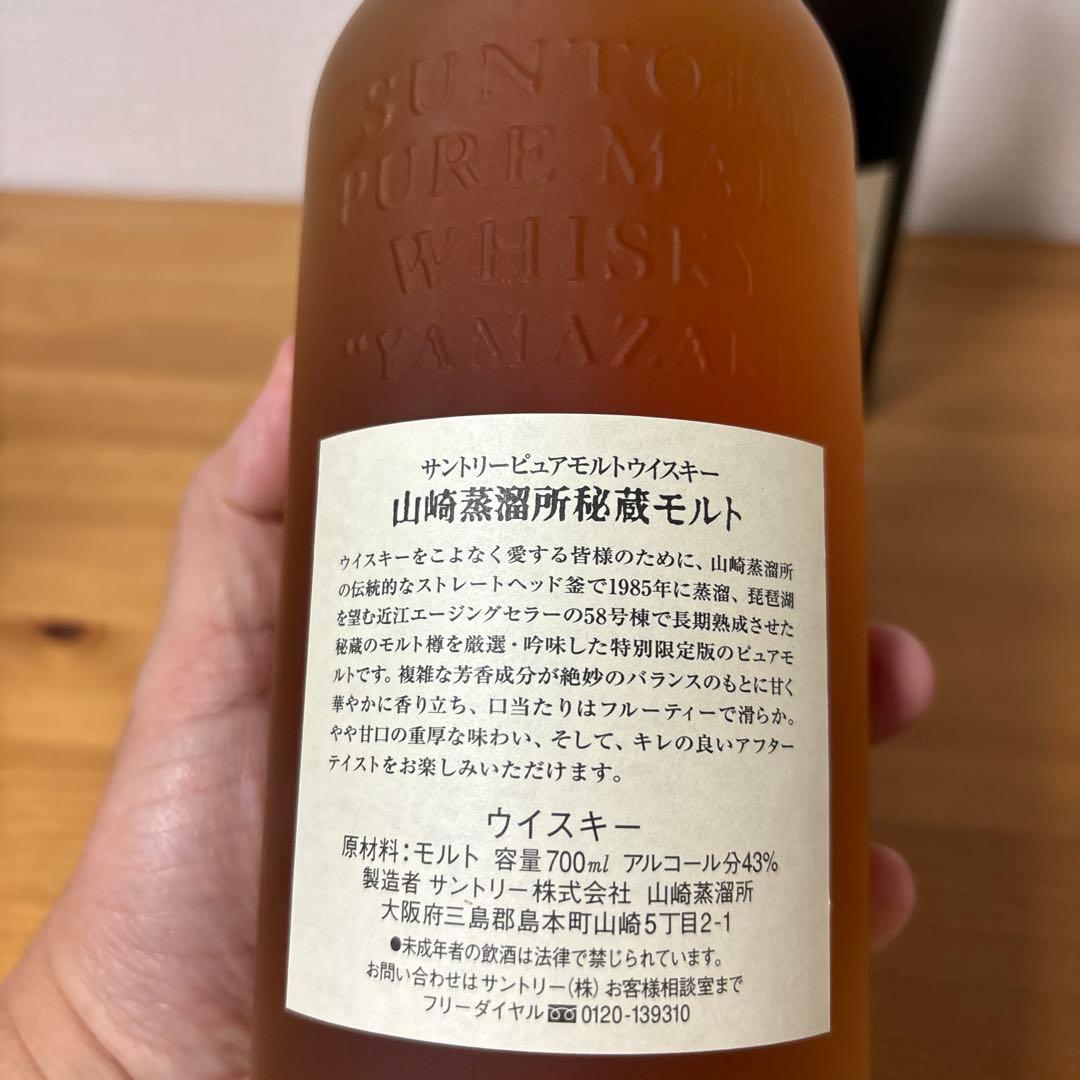 SUNTORY
PURE MALT
WHISKY
"YAMAZAKI"
サントリーピュアモルトウイスキー
山崎蒸溜所秘蔵モルト
ウイスキーをこよなく愛する皆様のために、山崎蒸溜所
の伝統的なストレートヘッド釜で1985年に蒸溜、琵琶湖
を望む近江エージングセラーの58号棟で長期熟成させた
秘蔵のモルト樽を厳選・吟味した特別限定版のピュアモ
ルトです。複雑な芳香成分が絶妙のバランスのもとに甘く
華やかに香り立ち、口当たりはフルーティーで滑らか。
やや甘口の重厚な味わい、そして、キレの良いアフター
テイストをお楽しみいただけます。
ウイスキー
原材料：モルト 容量700ml アルコール分43%
製造者 サントリー株式会社 山崎蒸溜所
大阪府三島郡島本町山崎5丁目2-1
●未成年者の飲酒は法律で禁じられています。
お問い合わせはサントリー(株) お客様相談室まで
フリーダイヤル 0120-139310